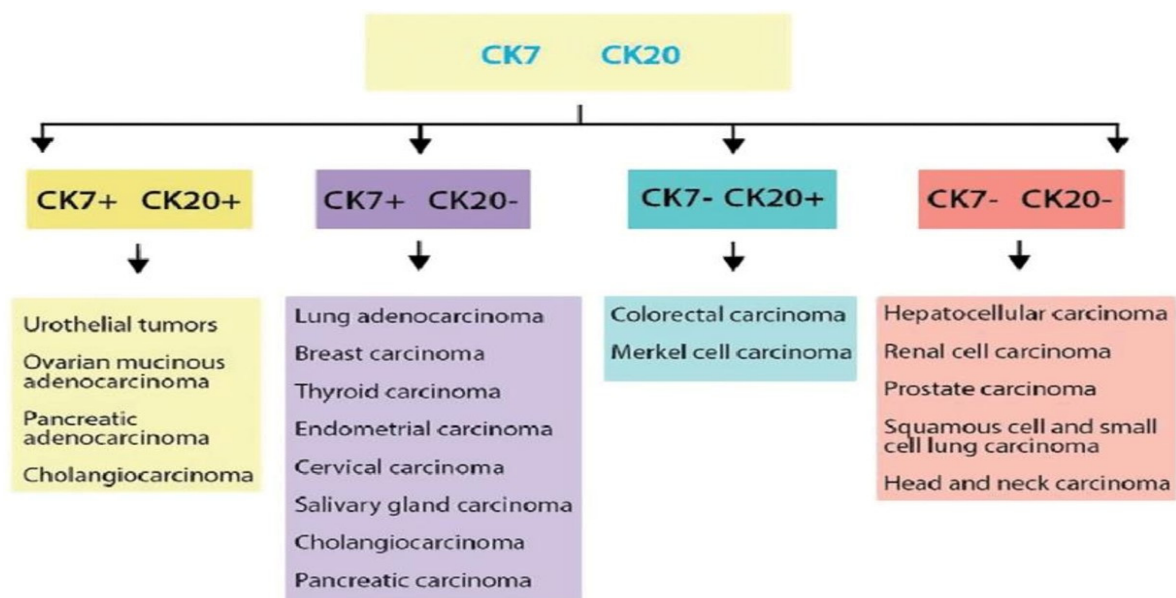 CK7 CK20
CK7+ CK20+
CK7+ CK20-
CK7- CK20+
CK7- CK20-
Urothelial tumors
Ovarian mucinous
adenocarcinoma
Pancreatic
adenocarcinoma
Cholangiocarcinoma
Lung adenocarcinoma
Breast carcinoma
Thyroid carcinoma
Endometrial carcinoma
Cervical carcinoma
Salivary gland carcinoma
Cholangiocarcinoma
Pancreatic carcinoma
Colorectal carcinoma
Merkel cell carcinoma
Hepatocellular carcinoma
Renal cell carcinoma
Prostate carcinoma
Squamous cell and small
cell lung carcinoma
Head and neck carcinoma